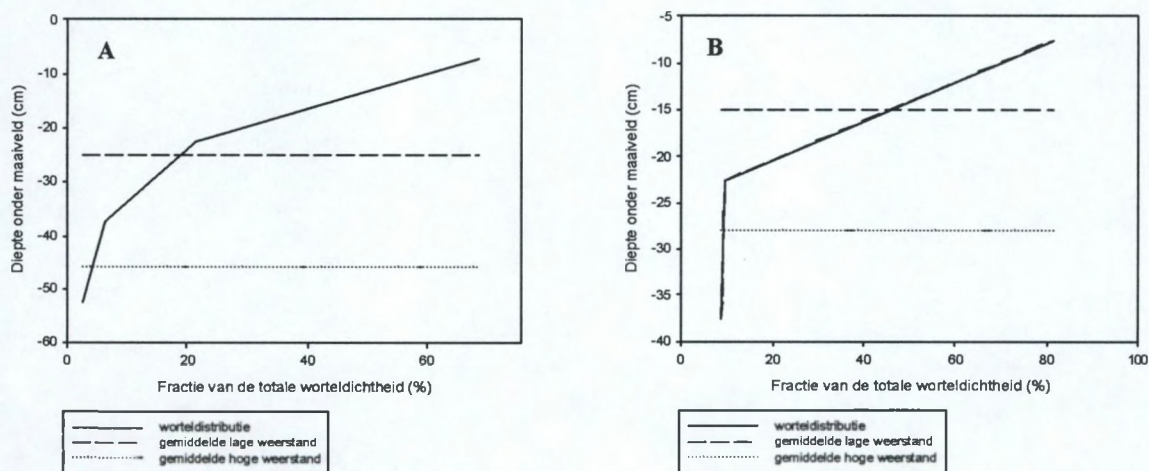 A
0
-10
-20
-30
-40
-50
-60
Diepte onder maaiveld (cm)
0 20 40 60
Fractie van de totale worteldichtheid (%)
worteldistributie
gemiddelde lage weerstand
gemiddelde hoge weerstand
B
-5
-10
-15
-20
-25
-30
-35
-40
Diepte onder maaiveld (cm)
0 20 40 60 80 100
Fractie van de totale worteldichtheid (%)
worteldistributie
gemiddelde lage weerstand
gemiddelde hoge weerstand